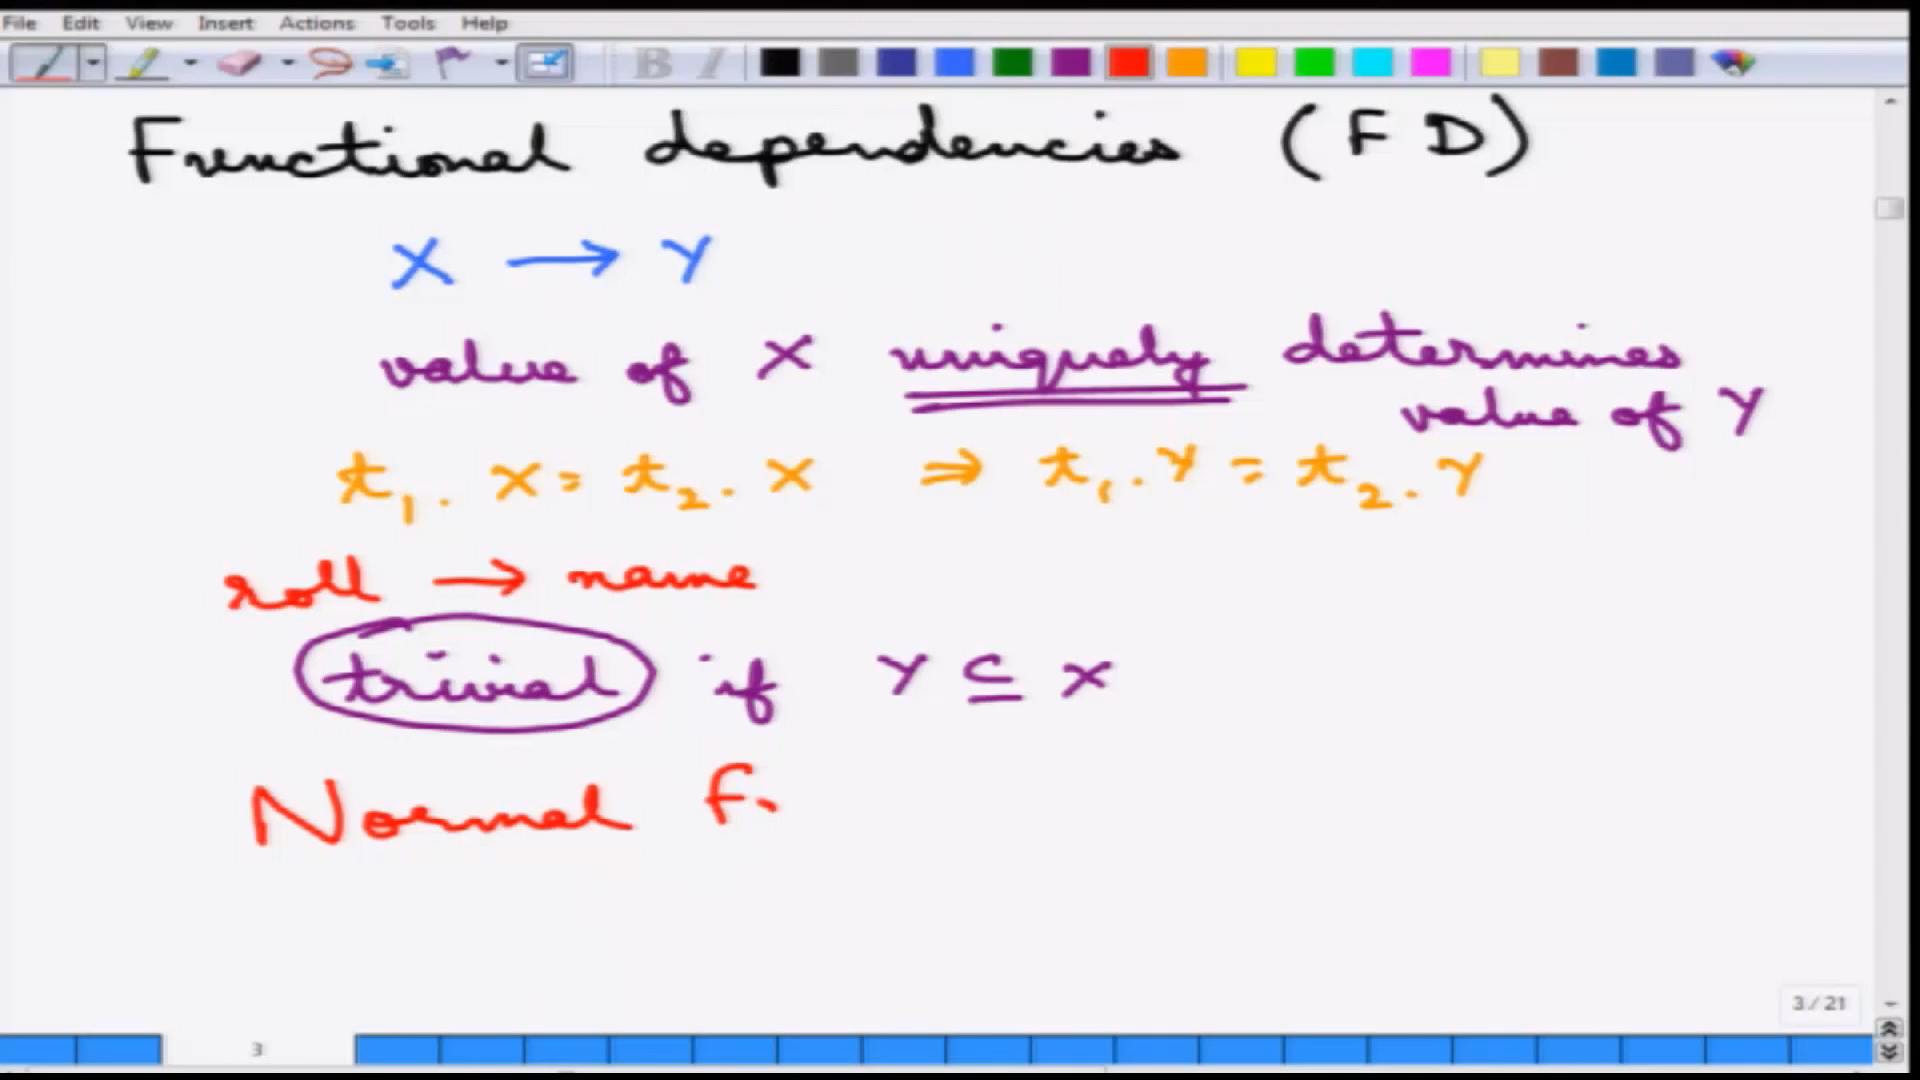 File Edit View Insert Actions Tools Help
B I
Functional dependencies (FD)
X → Y
value of X uniquely determines
value of Y
t₁.X = t₂.X ⇒ t₁.Y = t₂.Y
roll → name
trivial if Y ⊆ X
Normal F.
3 / 21
3